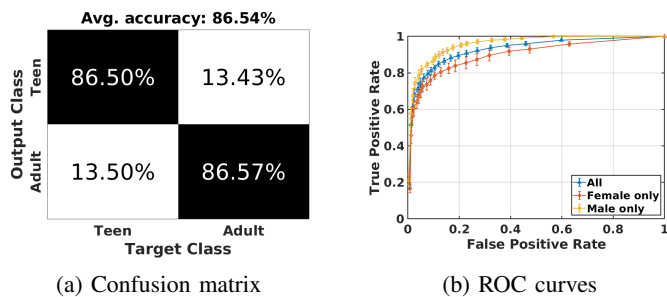 Avg. accuracy: 86.54%
Output Class
Teen
Adult
86.50% 13.43%
13.50% 86.57%
Teen Adult
Target Class
(a) Confusion matrix
True Positive Rate
1
0.8
0.6
0.4
0.2
0
0 0.2 0.4 0.6 0.8 1
False Positive Rate
All
Female only
Male only
(b) ROC curves